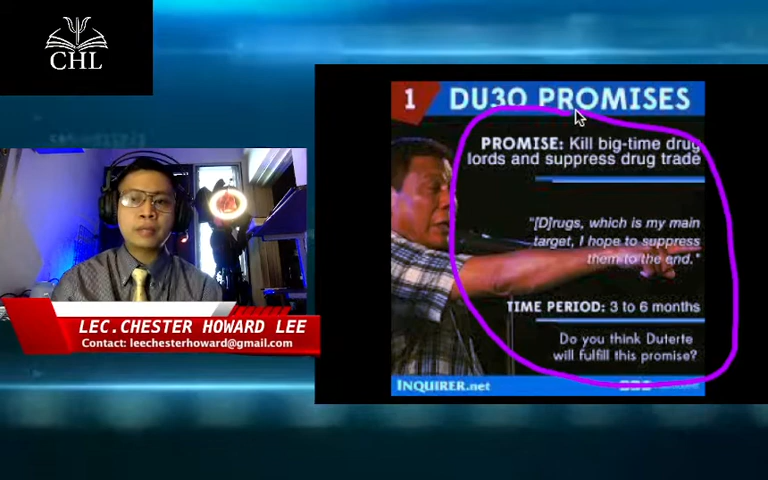 CHL
LEC.CHESTER HOWARD LEE
Contact: leechesterhoward@gmail.com
1
DU30 PROMISES
PROMISE: Kill big-time drug
lords and suppress drug trade
"[D]rugs, which is my main
target, I hope to suppress
them to the end."
TIME PERIOD: 3 to 6 months
Do you think Duterte
will fulfill this promise?
INQUIRER.net